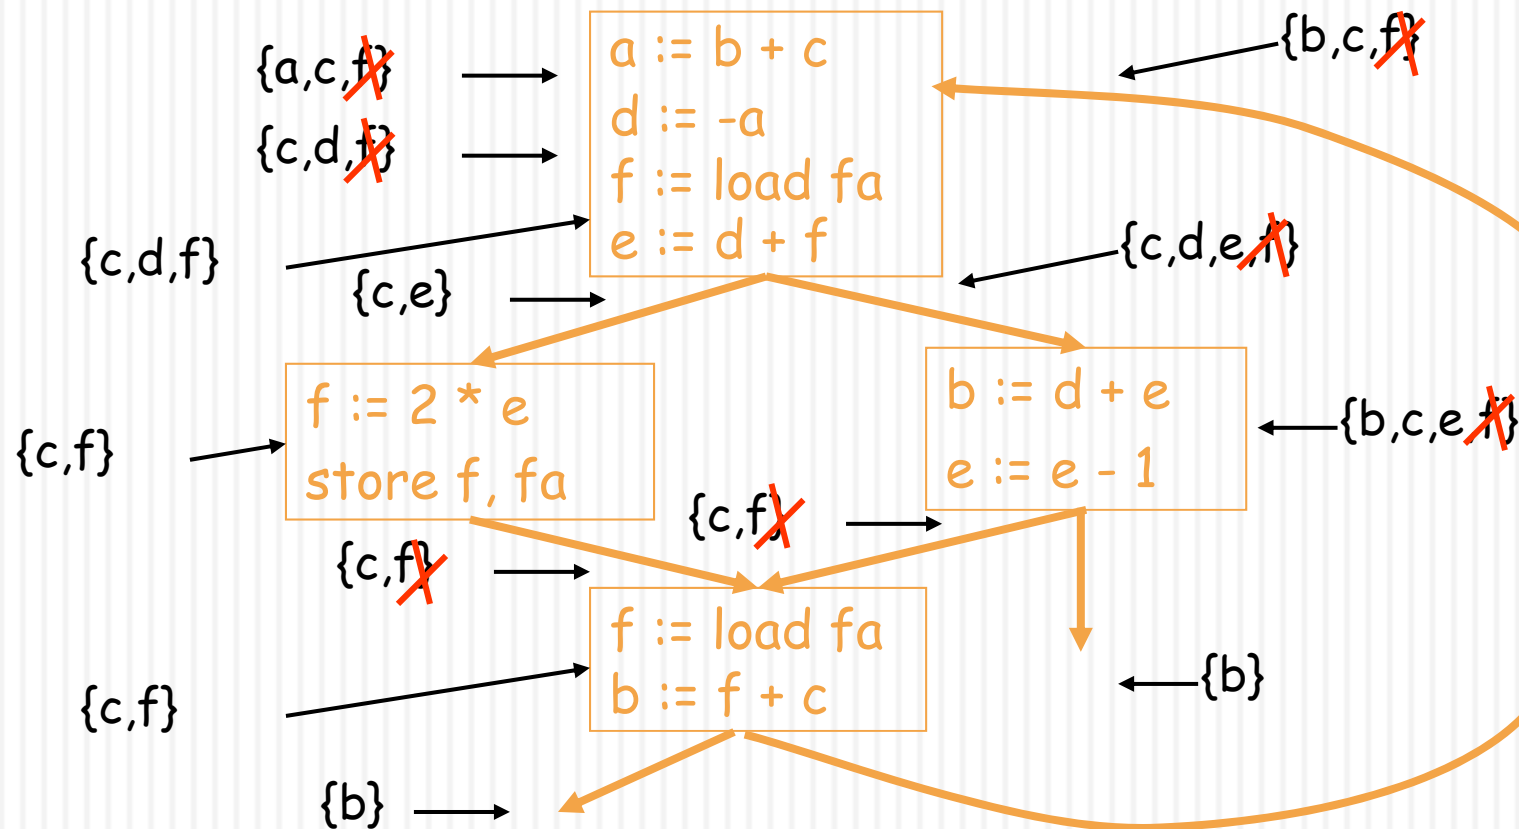 {a,c,f}
{c,d,f}
{c,d,f}
a := b + c
d := -a
f := load fa
e := d + f
{b,c,f}
{c,e}
{c,d,e,f}
f := 2 * e
store f, fa
{c,f}
b := d + e
e := e - 1
{b,c,e,f}
{c,f}
{c,f}
f := load fa
b := f + c
{c,f}
{b}
{b}